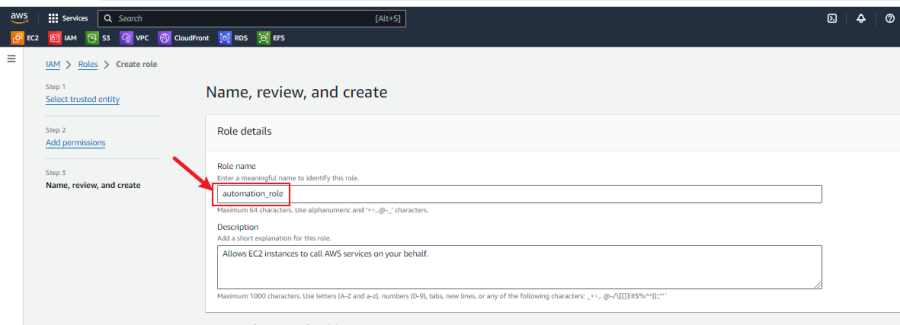 aws Services Search [Alt+S]
EC2 IAM S3 VPC CloudFront RDS EFS
IAM > Roles > Create role
Step 1
Select trusted entity
Step 2
Add permissions
Step 3
Name, review, and create
Name, review, and create
Role details
Role name
Enter a meaningful name to identify this role.
automation_role
Maximum 64 characters. Use alphanumeric and '+=,.@-_' characters.
Description
Add a short explanation for this role.
Allows EC2 instances to call AWS services on your behalf.
Maximum 1000 characters. Use letters (A-Z and a-z), numbers (0-9), tabs, new lines, or any of the following characters: